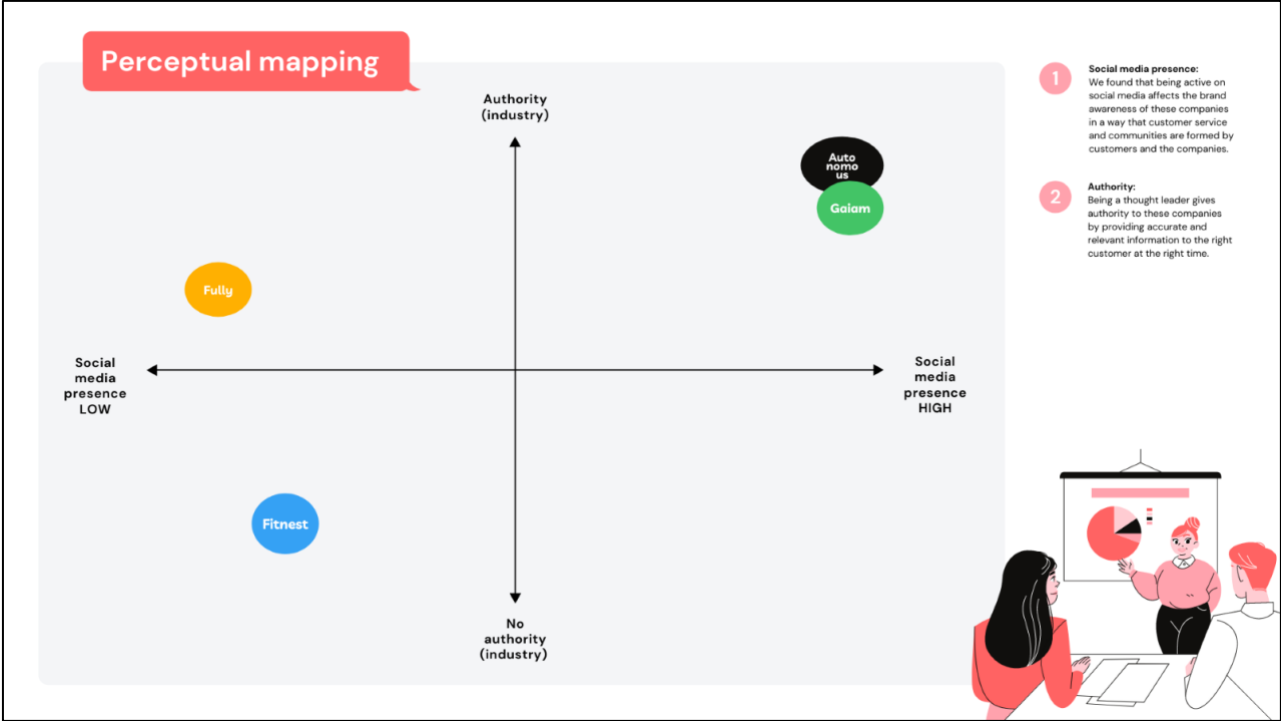 Perceptual mapping
Authority
(industry)
Auto
nomo
us
Gaiam
Fully
Social
media
presence
LOW
Social
media
presence
HIGH
Fitnest
No
authority
(industry)
1
Social media presence:
We found that being active on
social media affects the brand
awareness of these companies
in a way that customer service
and communities are formed by
customers and the companies.
2
Authority:
Being a thought leader gives
authority to these companies
by providing accurate and
relevant information to the right
customer at the right time.